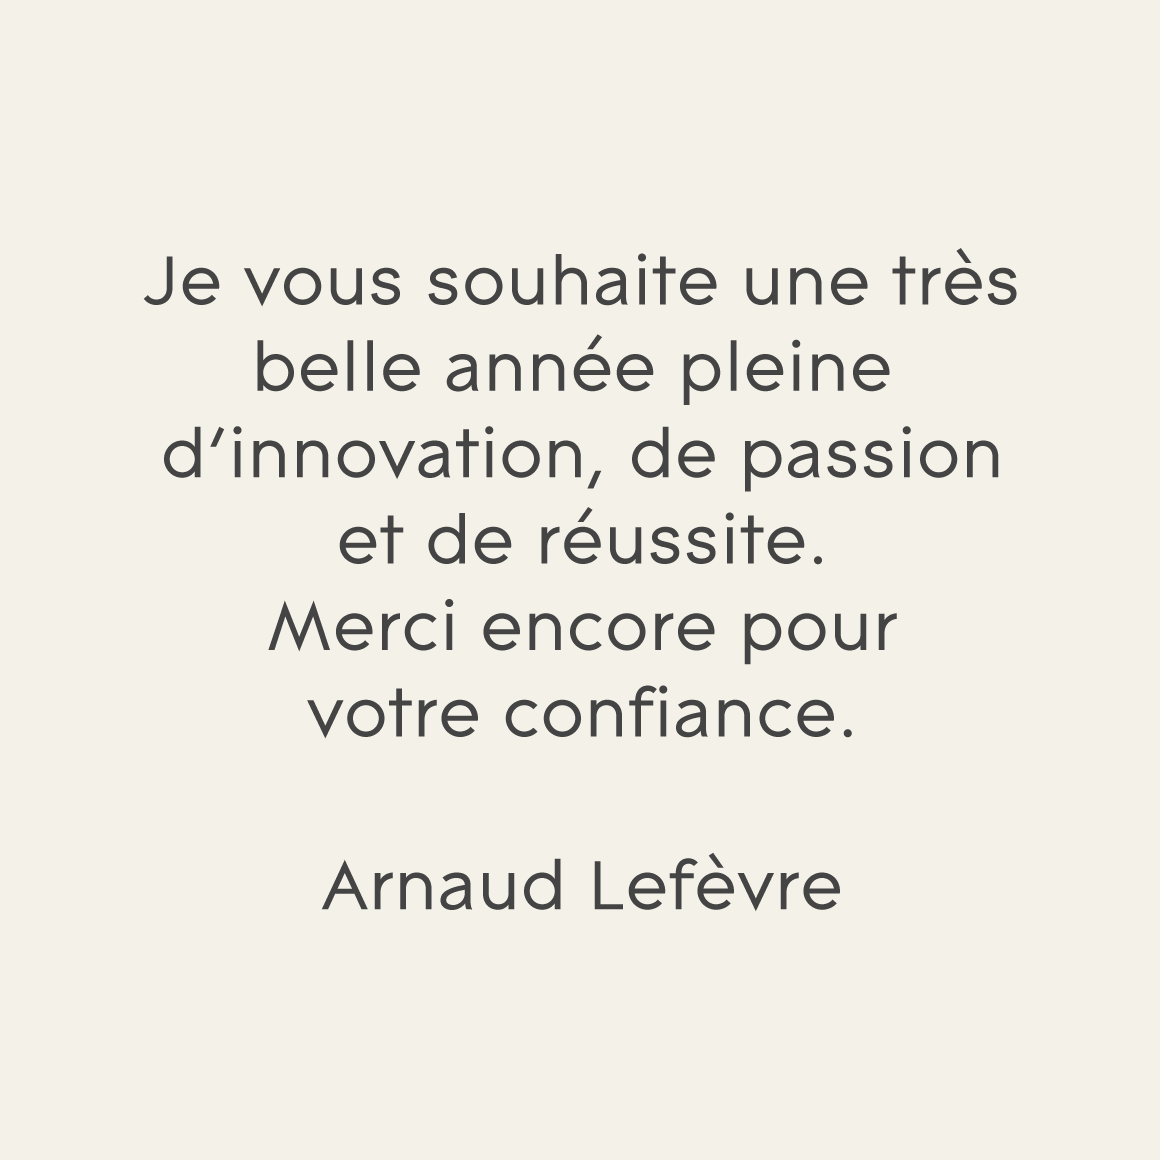 Je vous souhaite une très
belle année pleine
d’innovation, de passion
et de réussite.
Merci encore pour
votre confiance.
Arnaud Lefèvre